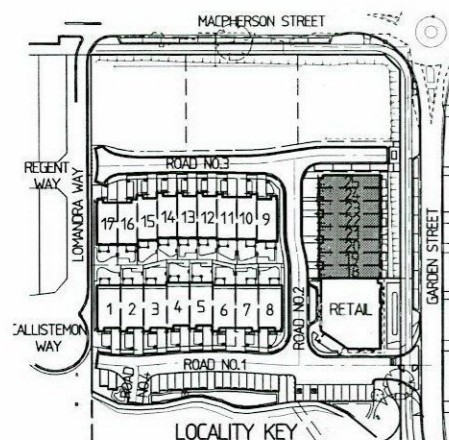 MACPHERSON STREET
ROAD NO.3
REGENT
WAY
LOMANDRA WAY
17 16 15 14 13 12 11 10 9
1 2 3 4 5 6 7 8
ROAD NO.2
RETAIL
GARDEN STREET
CALLISTEMON
WAY
ROAD NO.1
ROAD
LOCALITY KEY